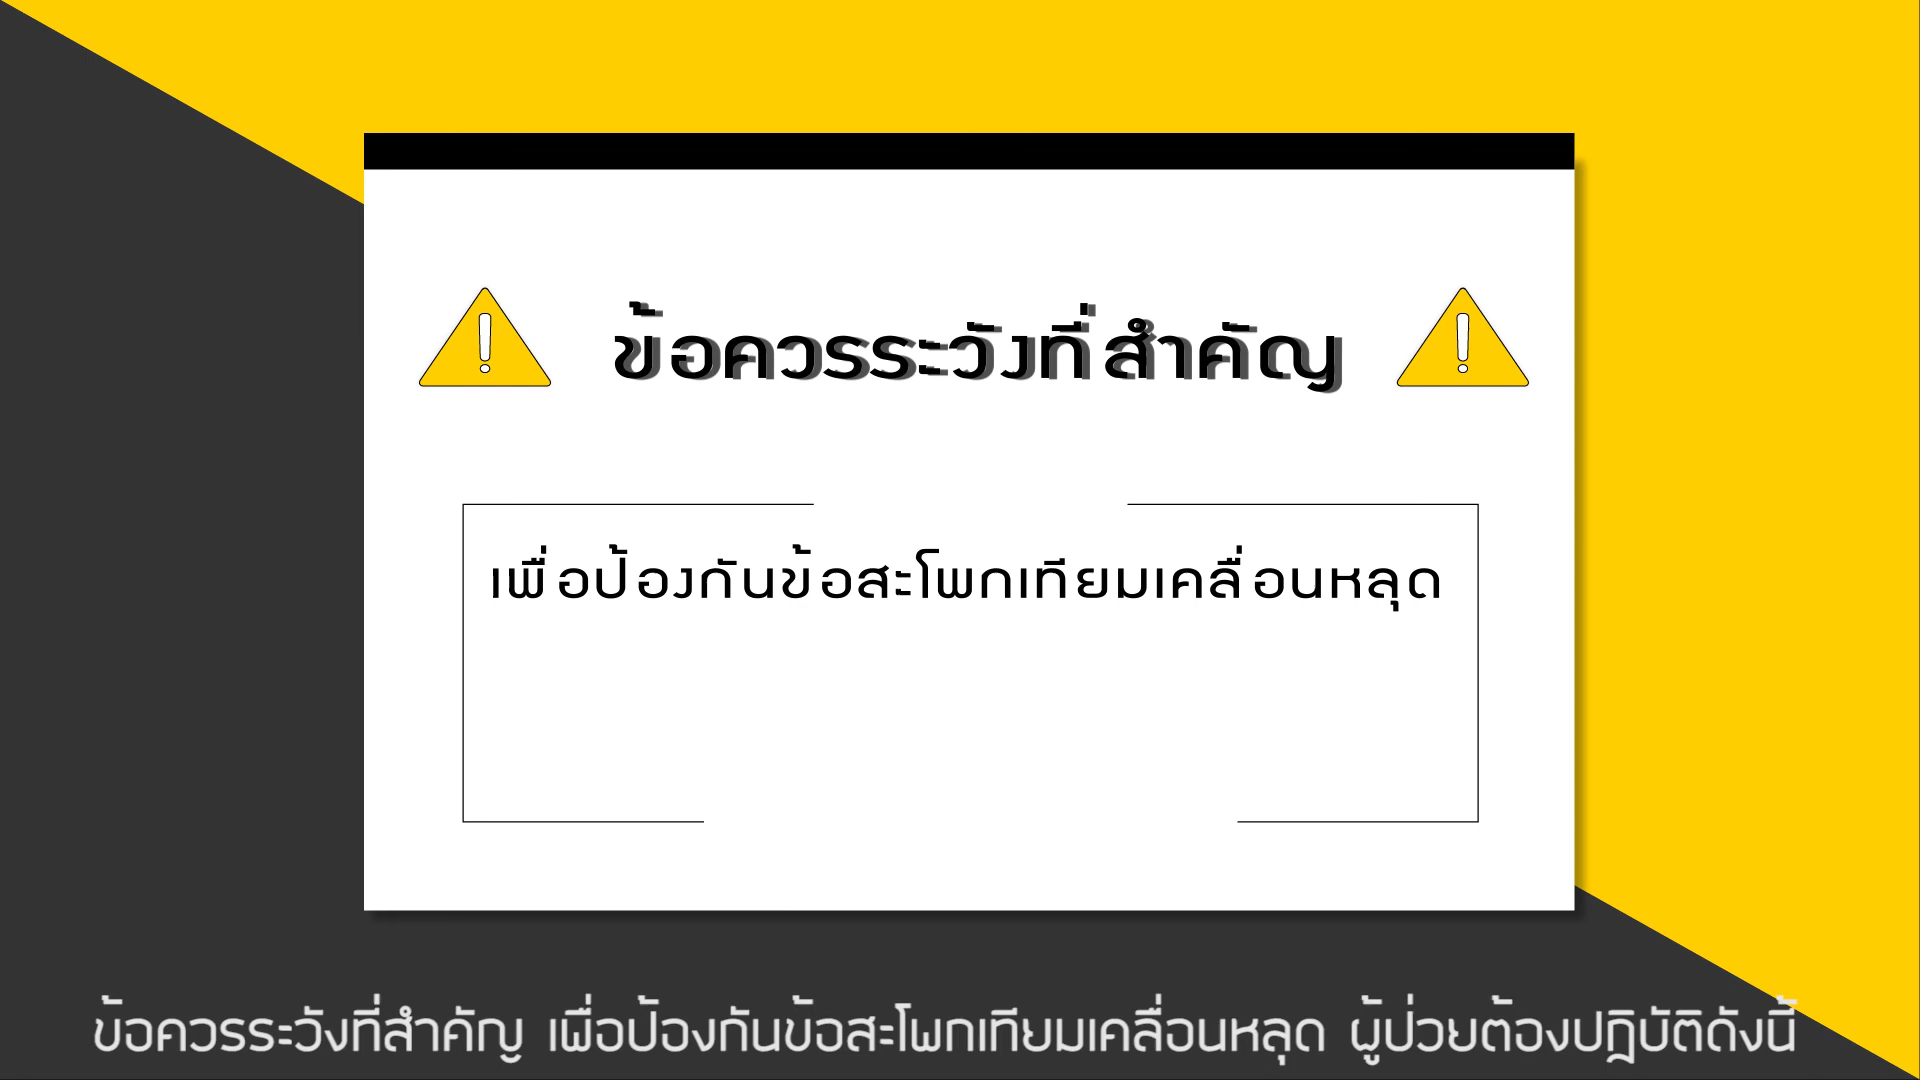 ข้อควรระวังที่สำคัญ
เพื่อป้องกันข้อสะโพกเทียมเคลื่อนหลุด
ข้อควรระวังที่สำคัญ เพื่อป้องกันข้อสะโพกเทียมเคลื่อนหลุด ผู้ป่วยต้องปฏิบัติดังนี้